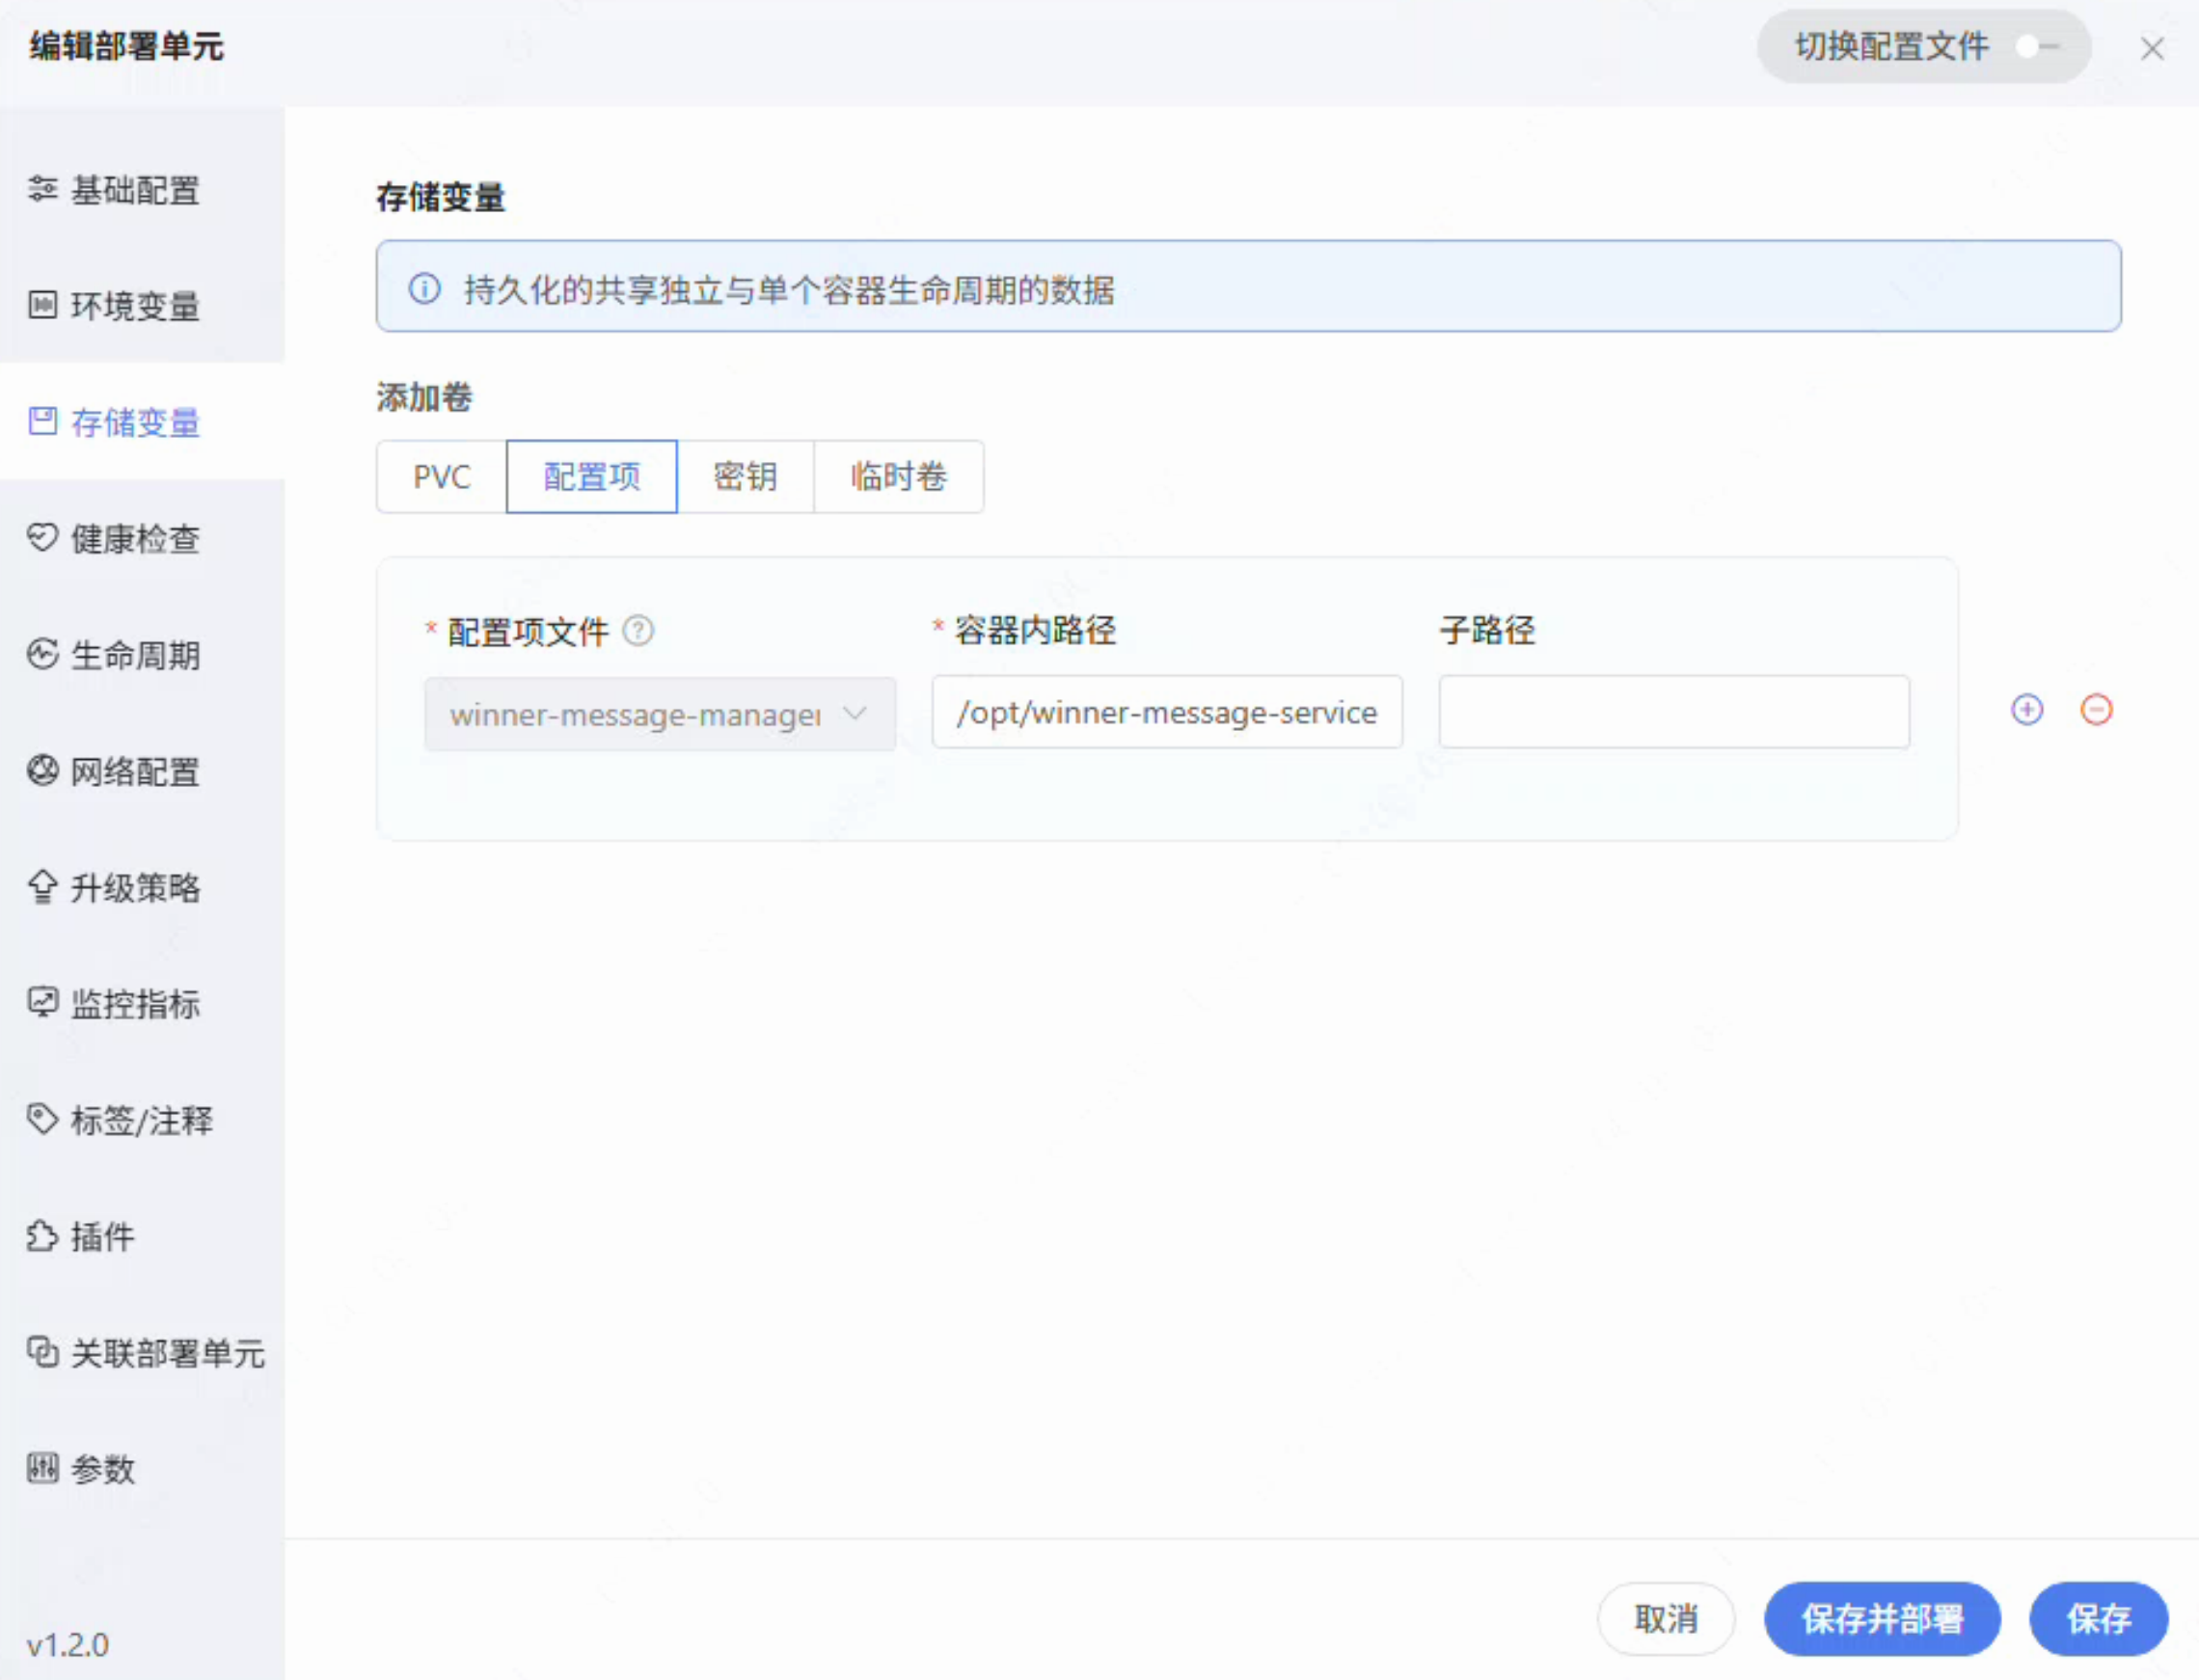 编辑部署单元
切换配置文件
基础配置
环境变量
存储变量
健康检查
生命周期
网络配置
升级策略
监控指标
标签/注释
插件
关联部署单元
参数
v1.2.0
存储变量
持久化的共享独立与单个容器生命周期的数据
添加卷
PVC 配置项 密钥 临时卷
* 配置项文件 * 容器内路径 子路径
winner-message-manager /opt/winner-message-service
取消 保存并部署 保存